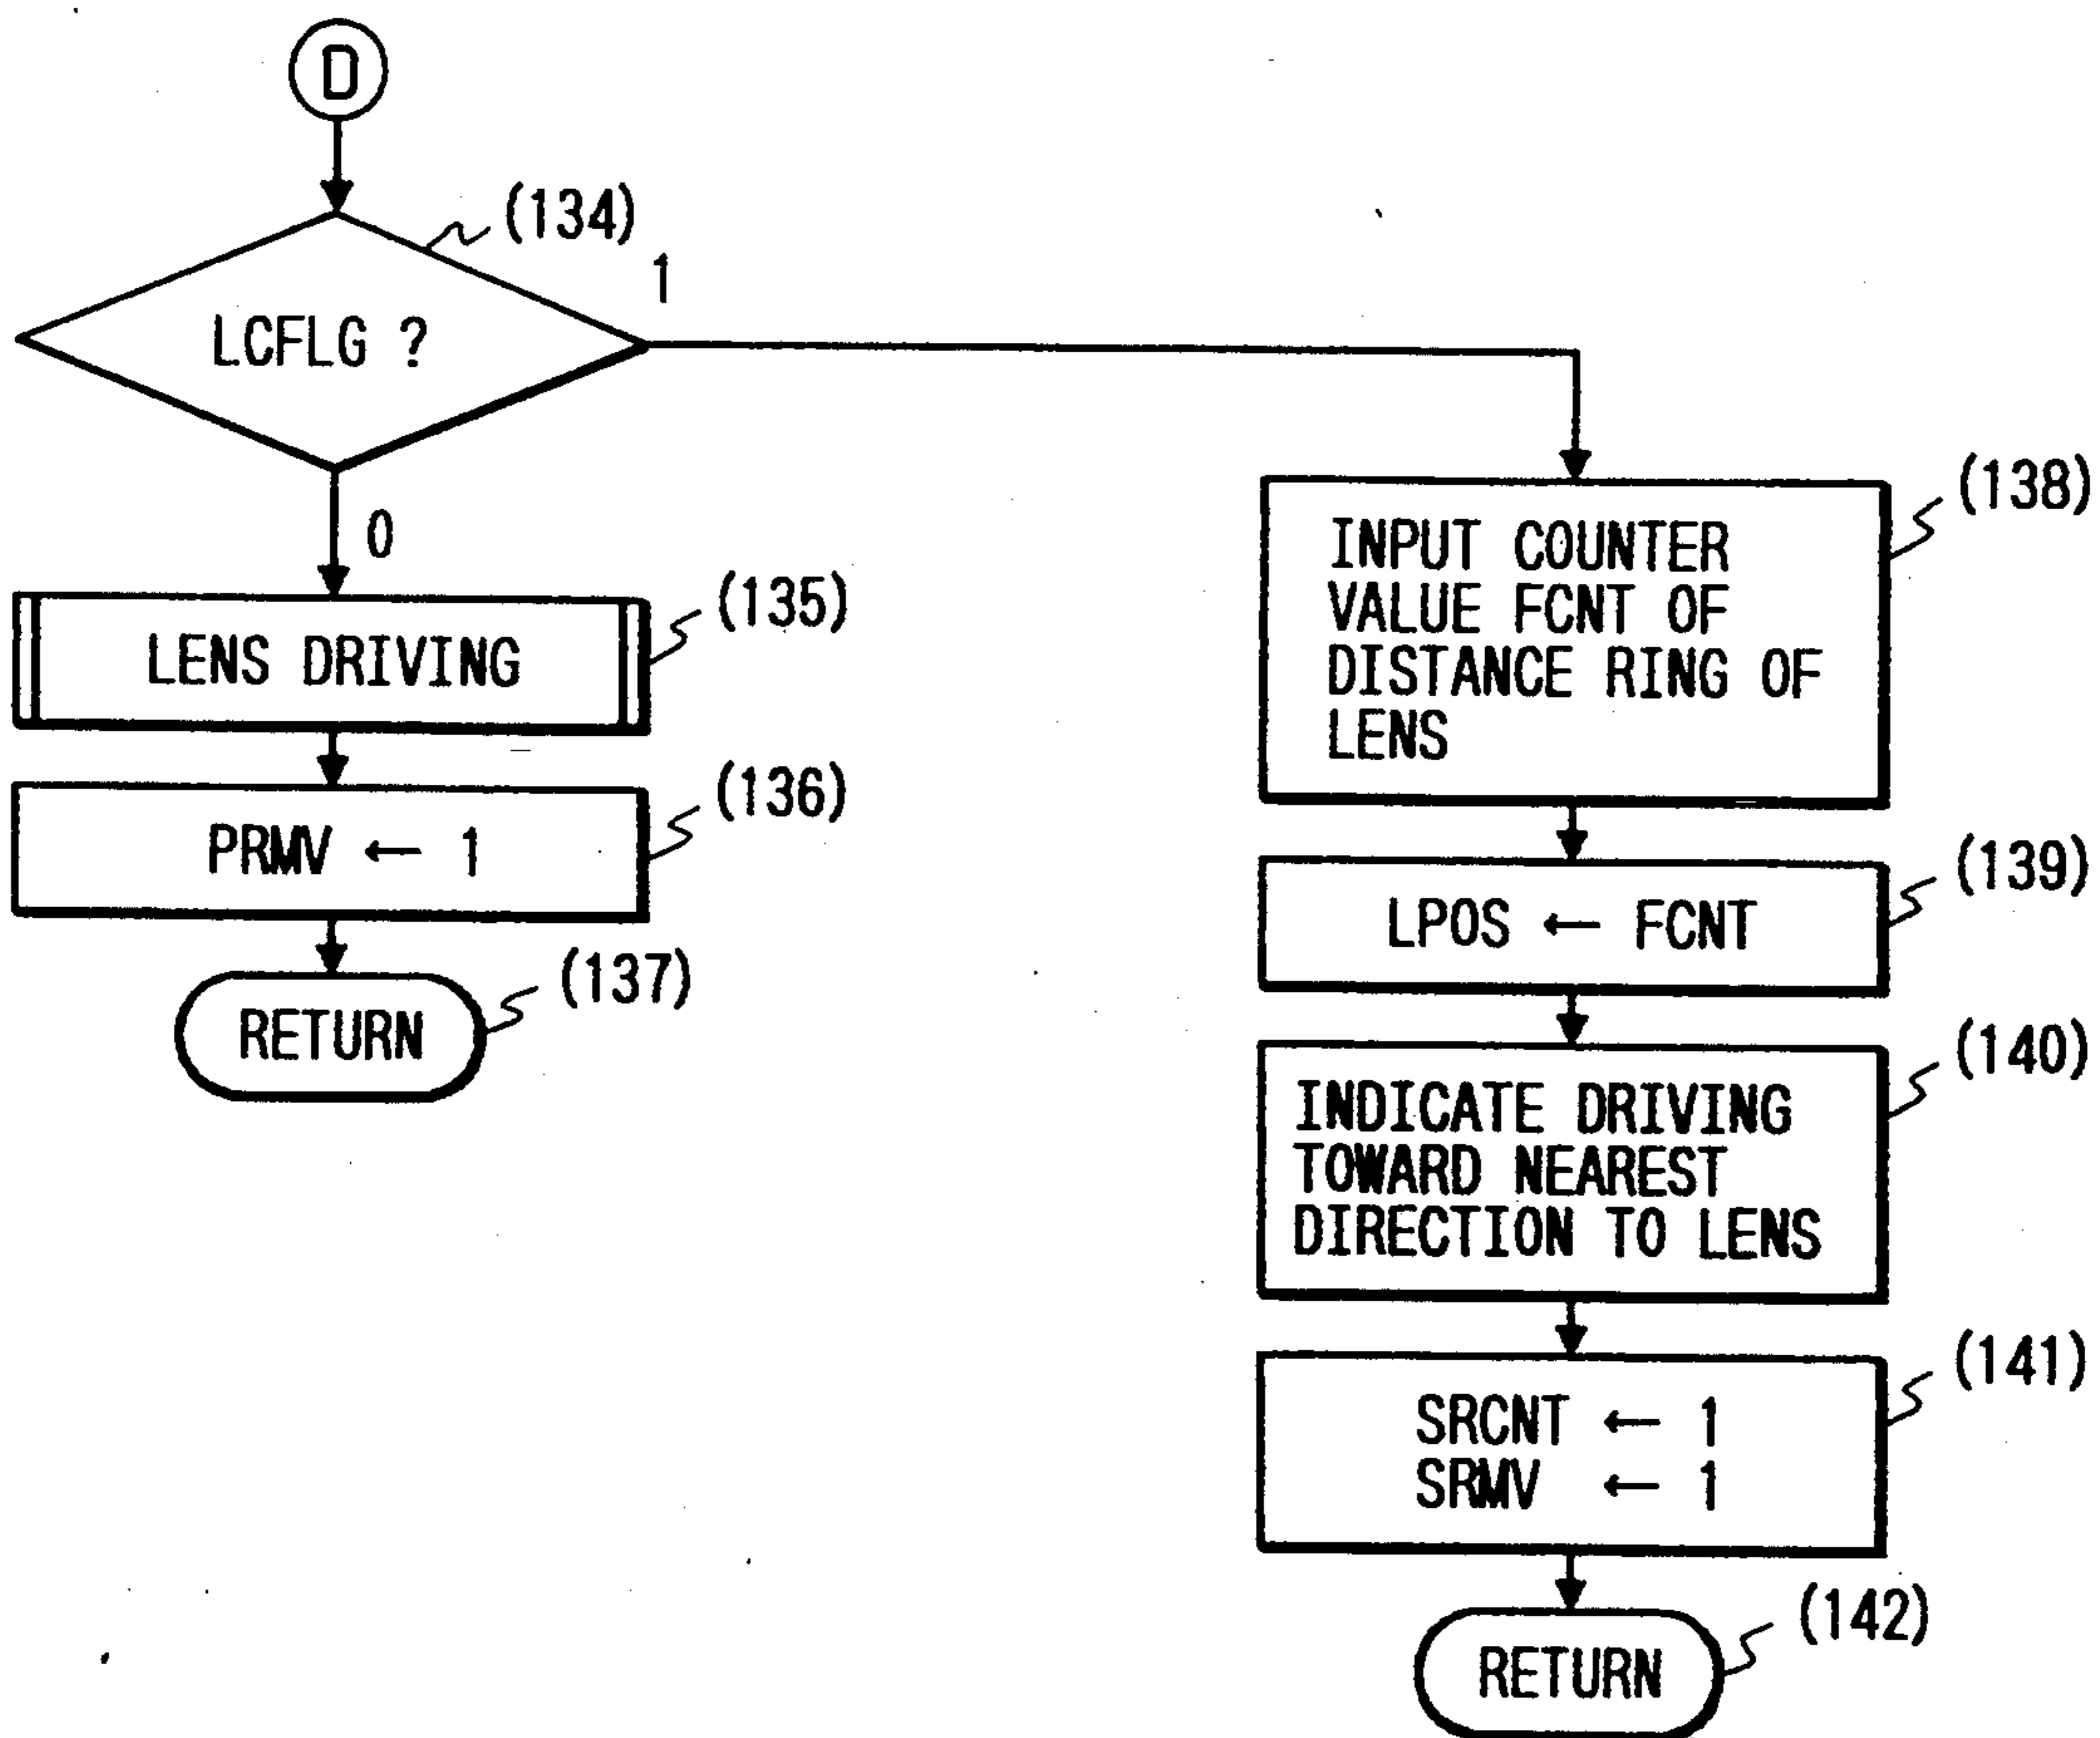 D
(134)
LCFLG ?
1
0
LENS DRIVING
(135)
PRMV ← 1
(136)
RETURN
(137)
INPUT COUNTER
VALUE FCNT OF
DISTANCE RING OF
LENS
(138)
LPOS ← FCNT
(139)
INDICATE DRIVING
TOWARD NEAREST
DIRECTION TO LENS
(140)
SRCNT ← 1
SRMV ← 1
(141)
RETURN
(142)